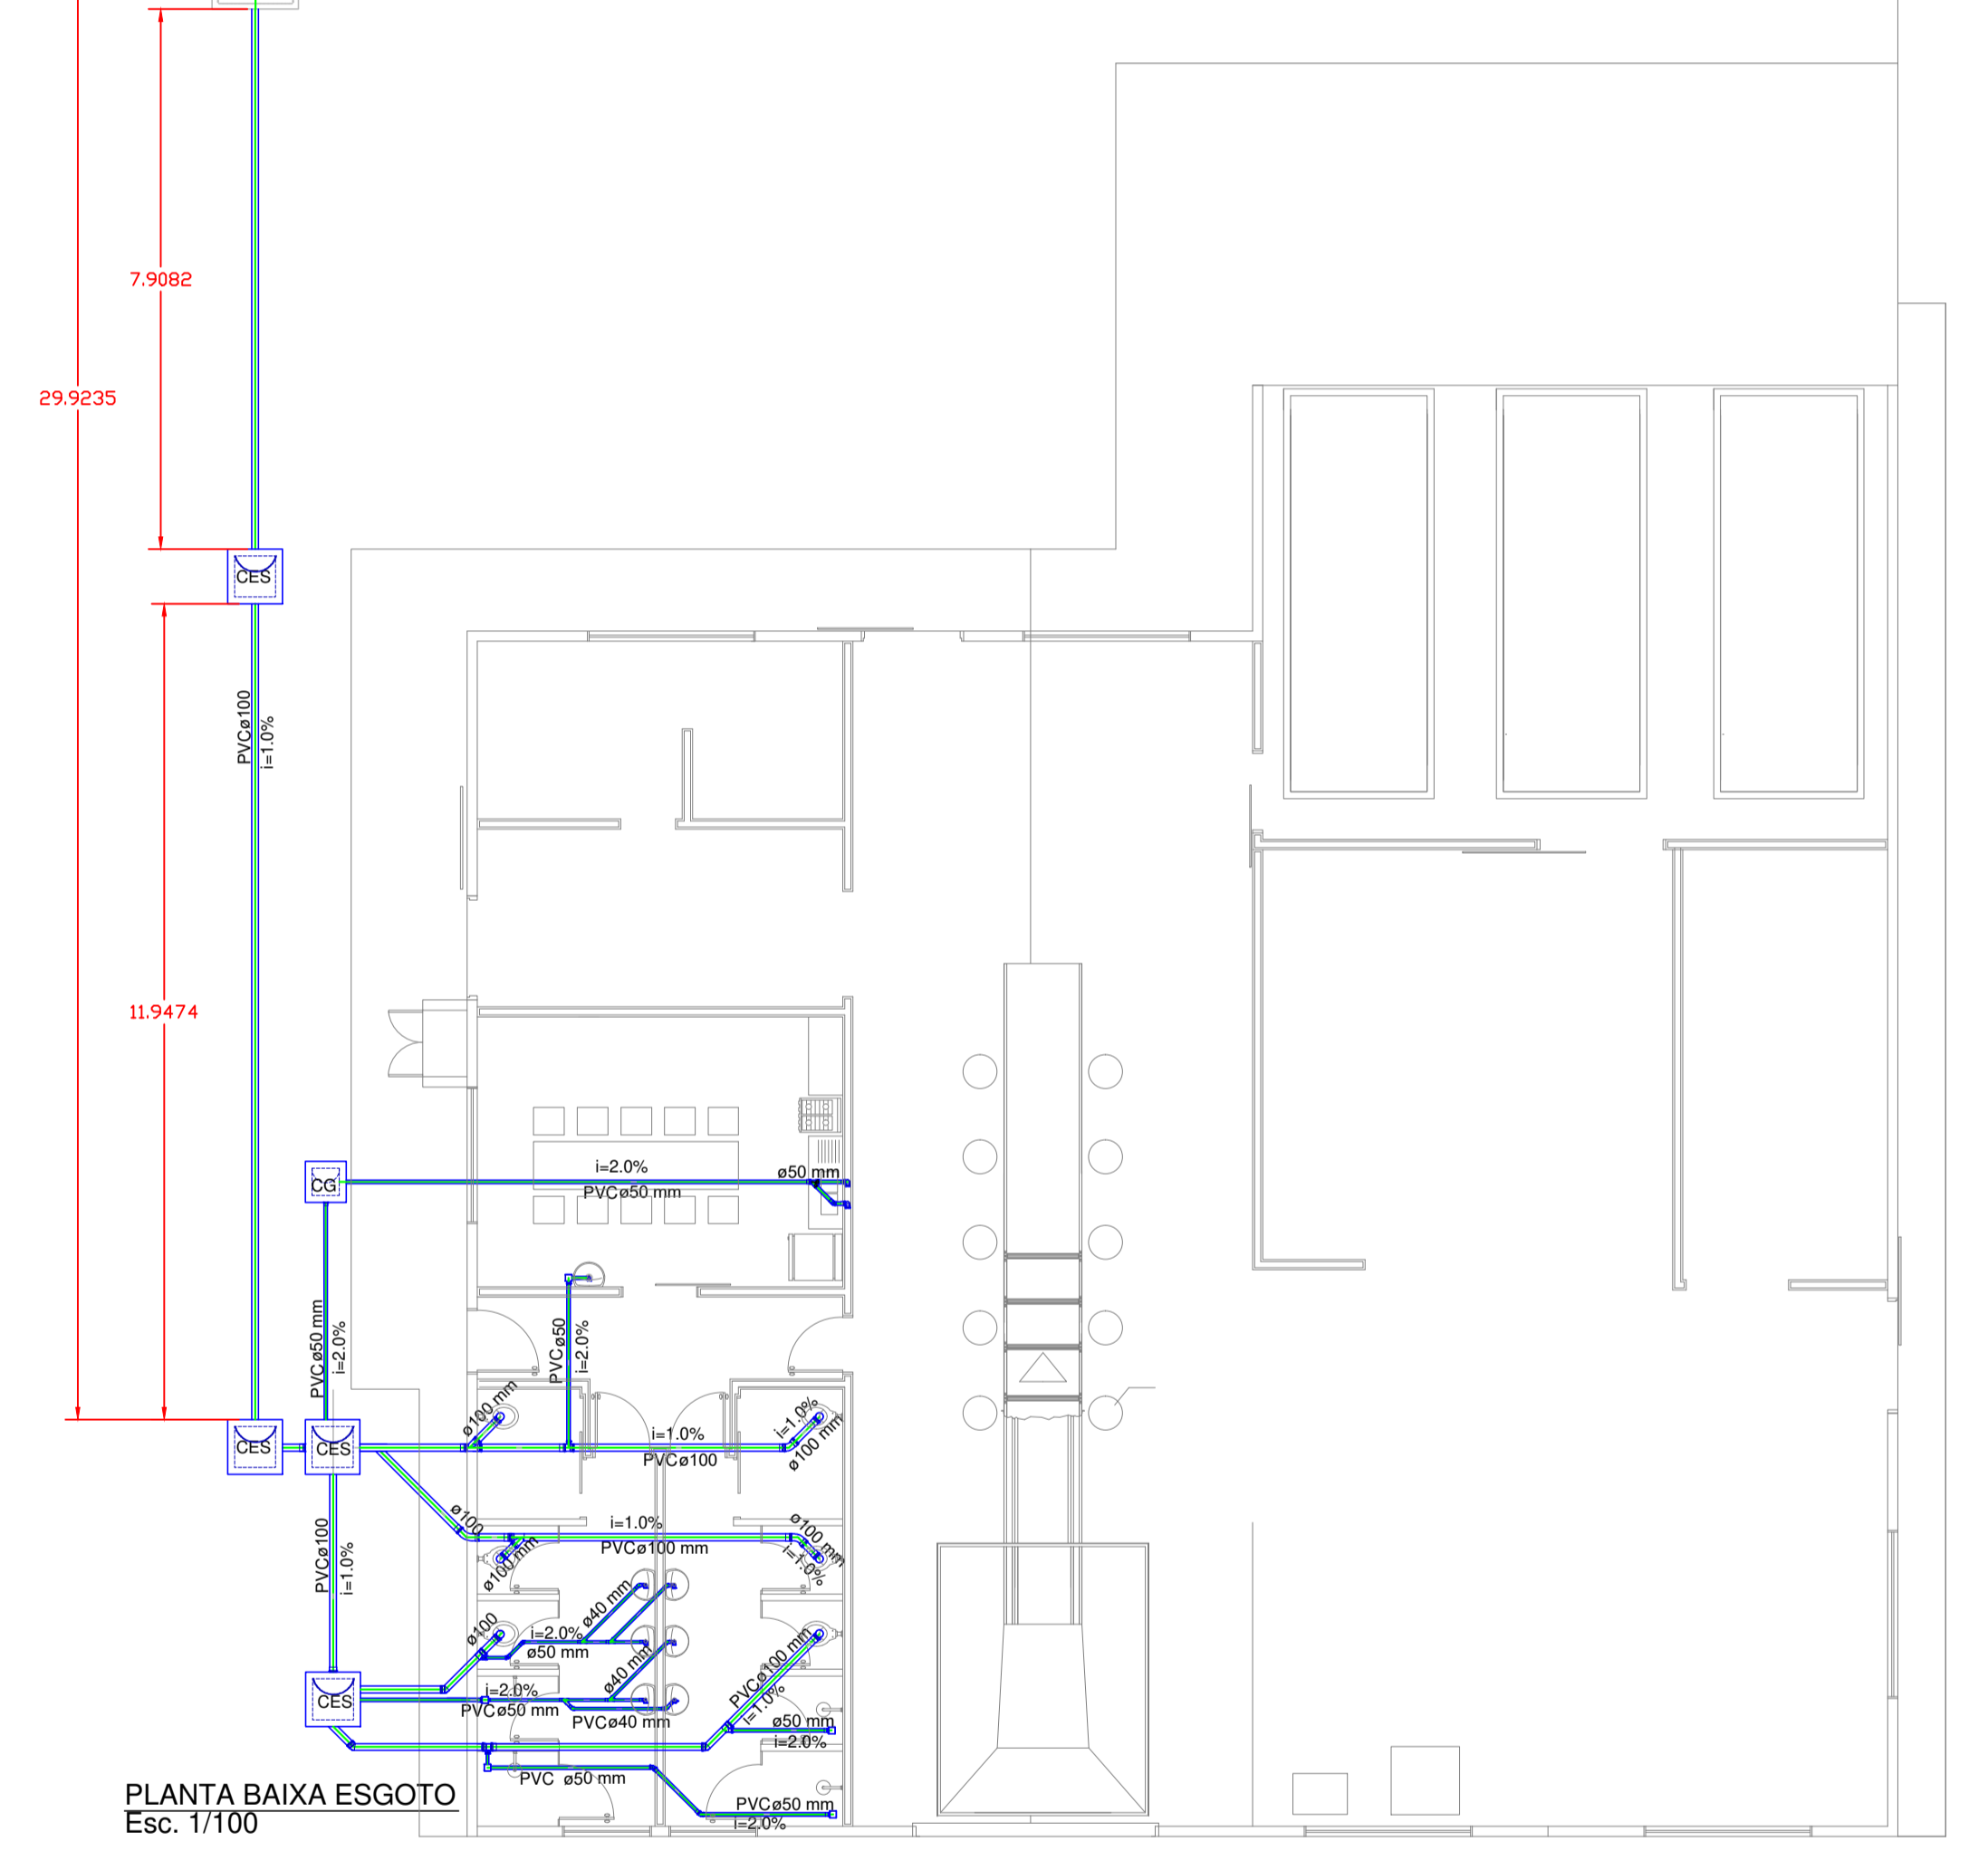 7.9082
29.9235
CES
PVCø100
i=1.0%
11.9474
i=2.0%
ø50 mm
CG
PVCø50 mm
PVCø50 mm
i=2.0%
PVCø50
i=2.0%
ø100 mm
i=1.0%
ø100 mm
i=1.0%
PVCø100
CES
CES
ø100
i=1.0%
PVCø100 mm
ø100 mm
i=1.0%
ø100 mm
PVCø100
i=1.0%
ø40 mm
ø100
i=2.0%
ø50 mm
ø40 mm
PVCø100 mm
i=1.0%
CES
i=2.0%
PVCø50 mm
PVCø40 mm
ø50 mm
i=2.0%
PVC ø50 mm
PVCø50 mm
i=2.0%
PLANTA BAIXA ESGOTO
Esc. 1/100